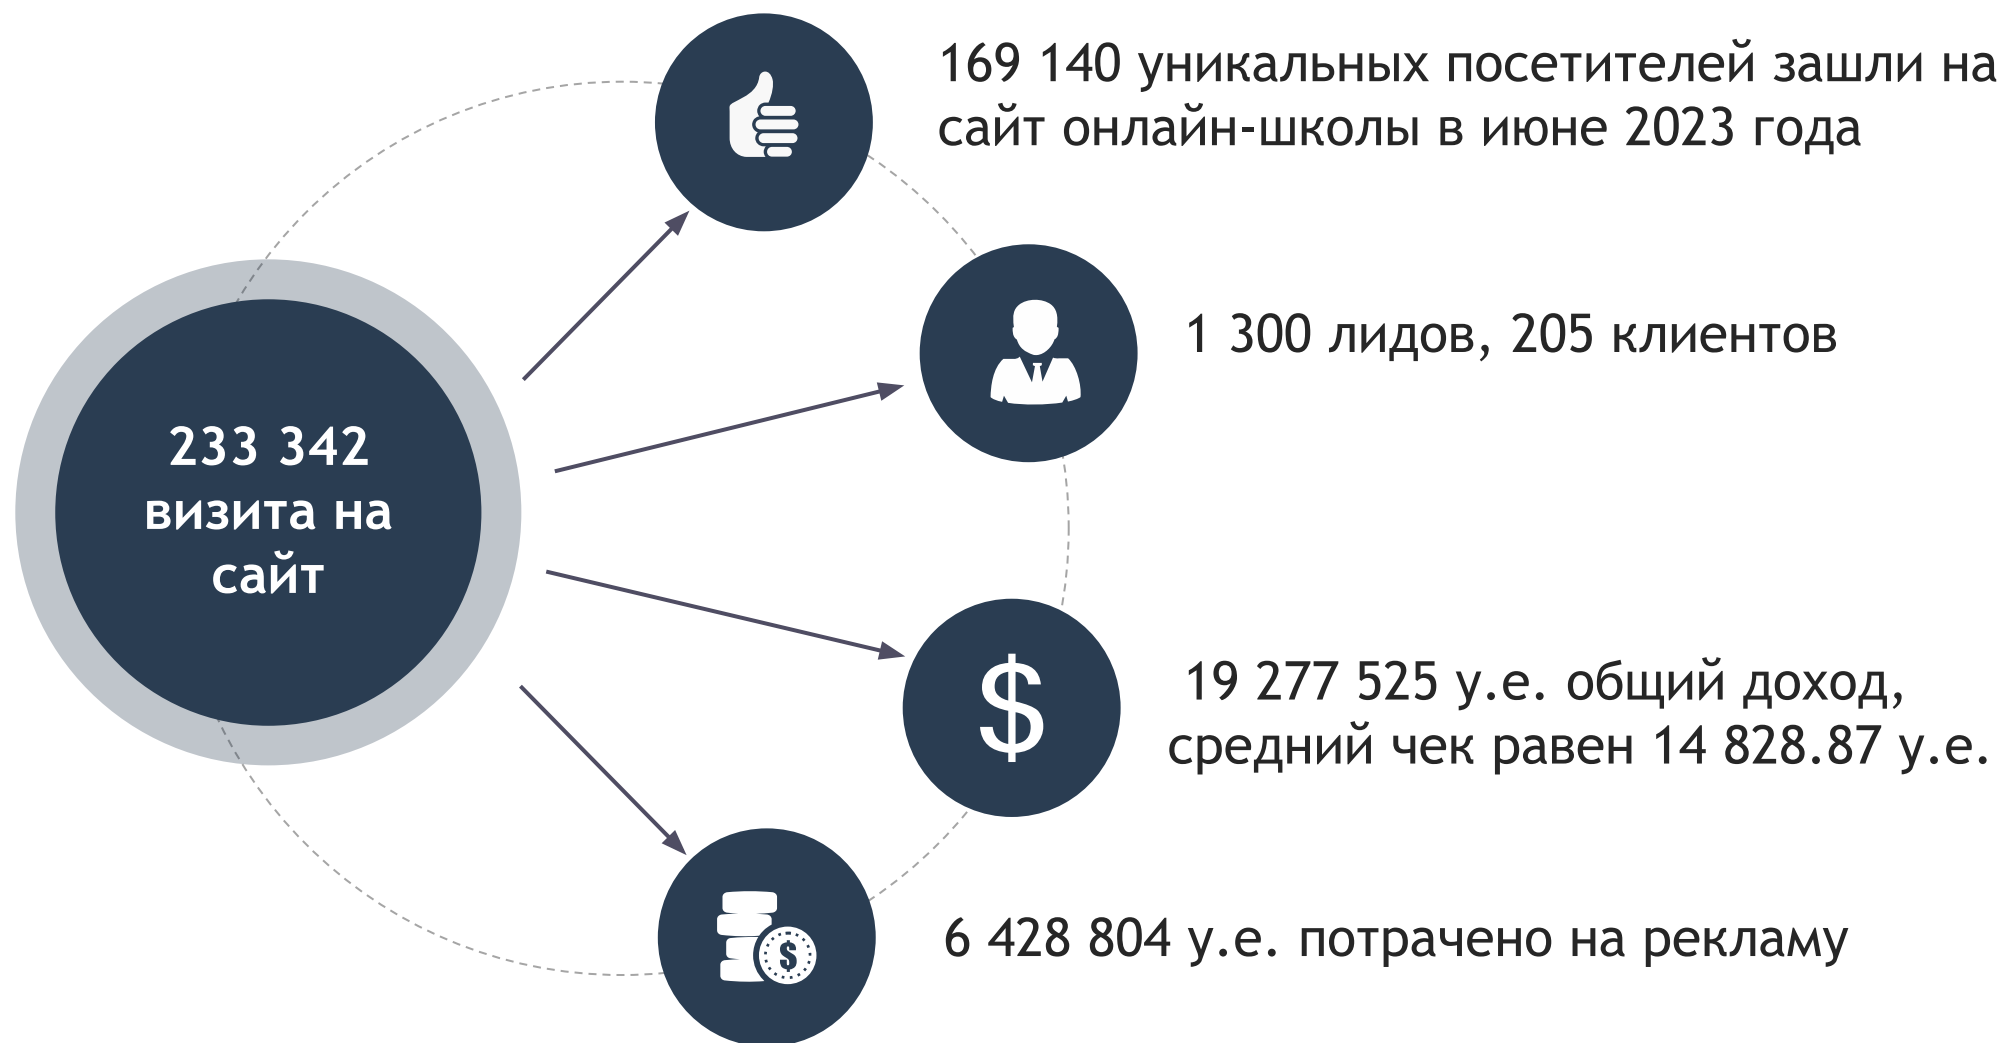 169 140 уникальных посетителей зашли на
сайт онлайн-школы в июне 2023 года
1 300 лидов, 205 клиентов
233 342
визита на
сайт
$
19 277 525 у.е. общий доход,
средний чек равен 14 828.87 у.е.
$
6 428 804 у.е. потрачено на рекламу